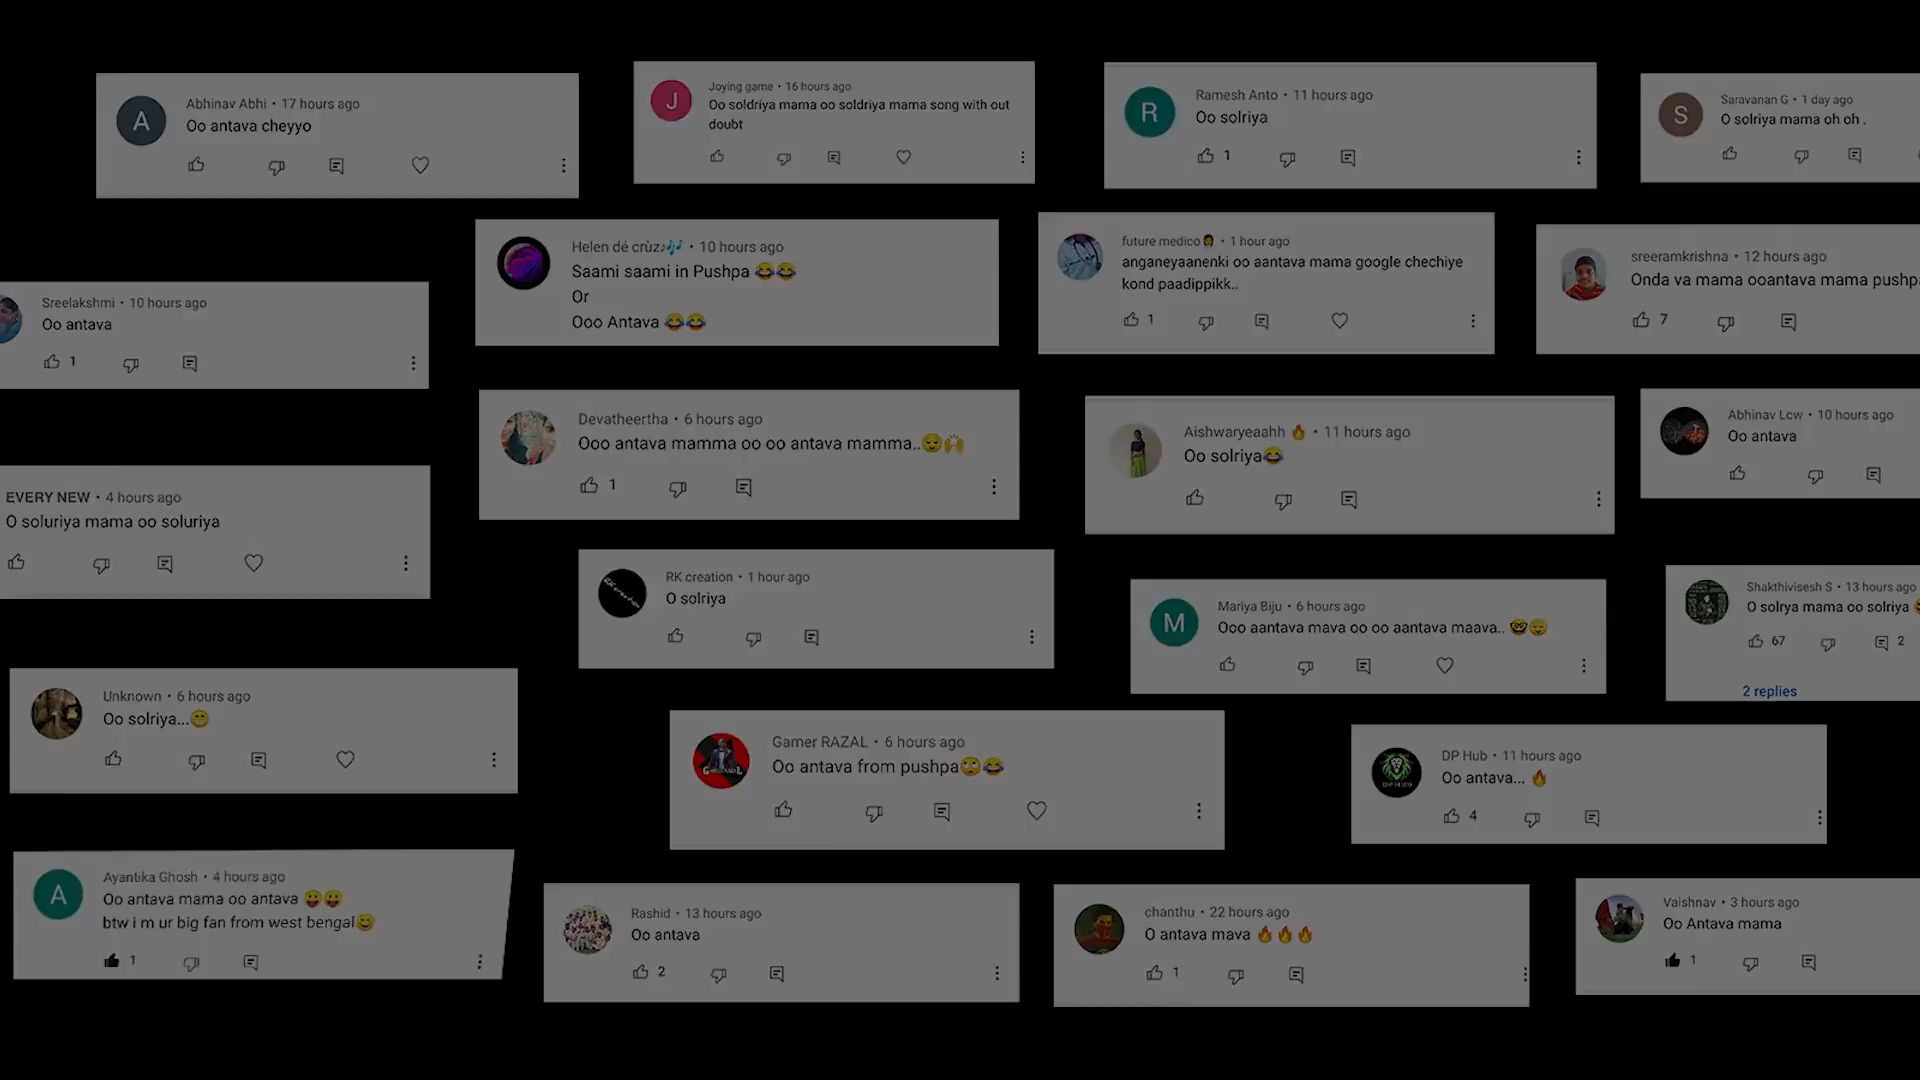 Abhinav Abhi • 17 hours ago
Oo antava cheyyo
J
Joying game • 16 hours ago
Oo soldriya mama oo soldriya mama song with out
doubt
R
Ramesh Anto • 11 hours ago
Oo solriya
1
S
Saravanan G • 1 day ago
O solriya mama oh oh .
A
Helen dé crùz♪🎶 • 10 hours ago
Saami saami in Pushpa 😂😂
Or
Ooo Antava 😂😂
future medico👩 • 1 hour ago
anganeyaanenki oo aantava mama google chechiye
kond paadippikk..
1
sreeramkrishna • 12 hours ago
Onda va mama ooantava mama pushp
7
Sreelakshmi • 10 hours ago
Oo antava
1
Devatheertha • 6 hours ago
Ooo antava mamma oo oo antava mamma..😌🙌
1
Aishwaryeaahh 🔥 • 11 hours ago
Oo solriya😂
Abhinav Lcw • 10 hours ago
Oo antava
EVERY NEW • 4 hours ago
O soluriya mama oo soluriya
RK creation • 1 hour ago
O solriya
M
Mariya Biju • 6 hours ago
Ooo aantava mava oo oo aantava maava.. 🤓😌
Shakthivisesh S • 13 hours ago
O solrya mama oo solriya
67
2
2 replies
Unknown • 6 hours ago
Oo solriya...😁
Gamer RAZAL • 6 hours ago
Oo antava from pushpa🙄😂
DP HUB
DP Hub • 11 hours ago
Oo antava... 🔥
4
A
Ayantika Ghosh • 4 hours ago
Oo antava mama oo antava 😛😛
btw i m ur big fan from west bengal😊
1
Rashid • 13 hours ago
Oo antava
2
chanthu • 22 hours ago
O antava mava 🔥🔥🔥
1
Vaishnav • 3 hours ago
Oo Antava mama
1